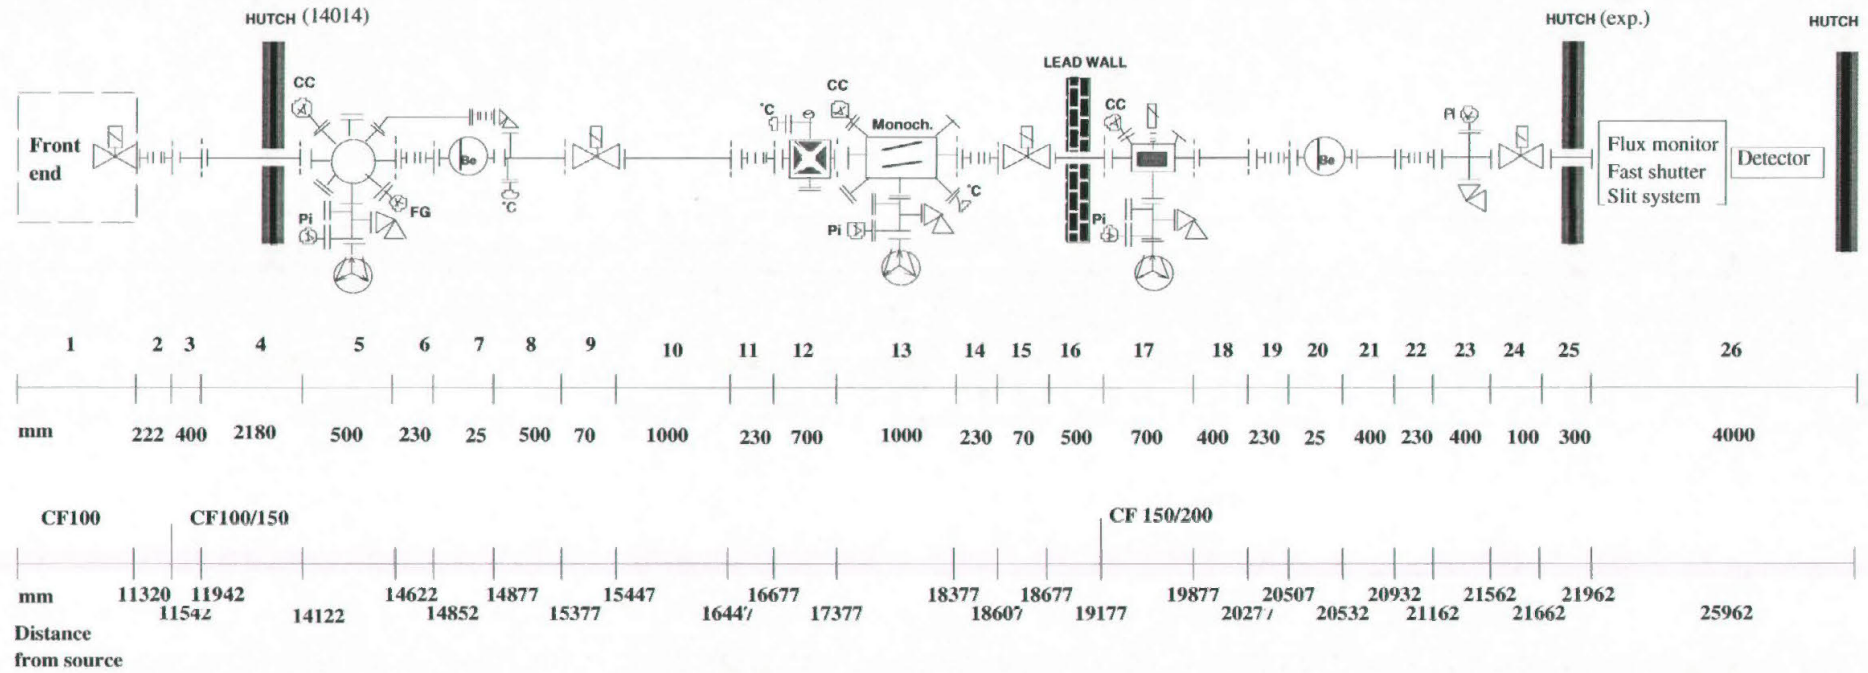 HUTCH (14014)
HUTCH (exp.)
HUTCH
LEAD WALL
CC
°C
CC
CC
Monoch.
Pi
Front
end
Be
Be
Flux monitor
Fast shutter
Slit system
Detector
FG
°C
°C
Pi
Pi
Pi
1 2 3 4 5 6 7 8 9 10 11 12 13 14 15 16 17 18 19 20 21 22 23 24 25 26
mm 222 400 2180 500 230 25 500 70 1000 230 700 1000 230 70 500 700 400 230 25 400 230 400 100 300 4000
CF100 CF100/150 CF 150/200
mm 11320 11942 14622 14877 15447 16677 18377 18677 19877 20507 20932 21562 21962
11542 14122 14852 15377 16447 17377 18607 19177 20277 20532 21162 21662 25962
Distance
from source